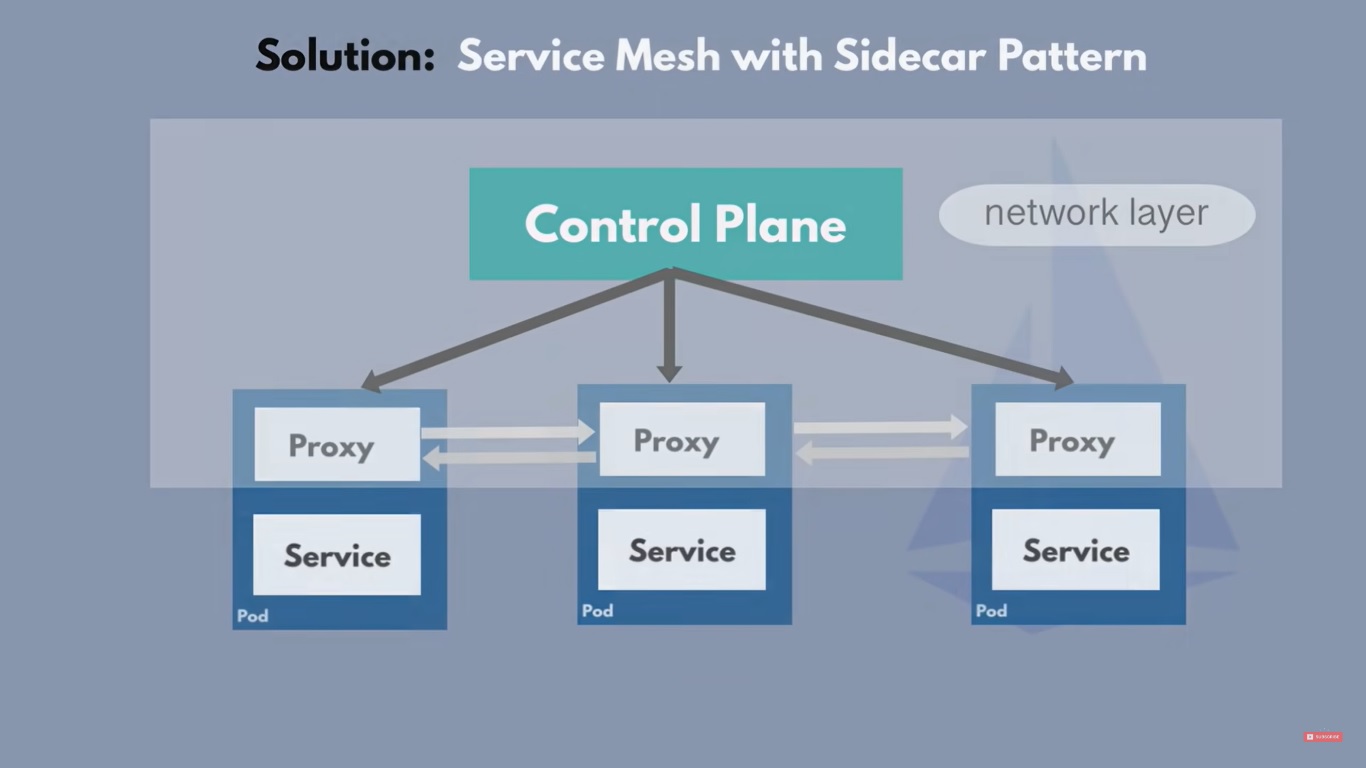 Solution: Service Mesh with Sidecar Pattern
Control Plane
network layer
Proxy
Proxy
Proxy
Service
Service
Service
Pod
Pod
Pod
SUBSCRIBE